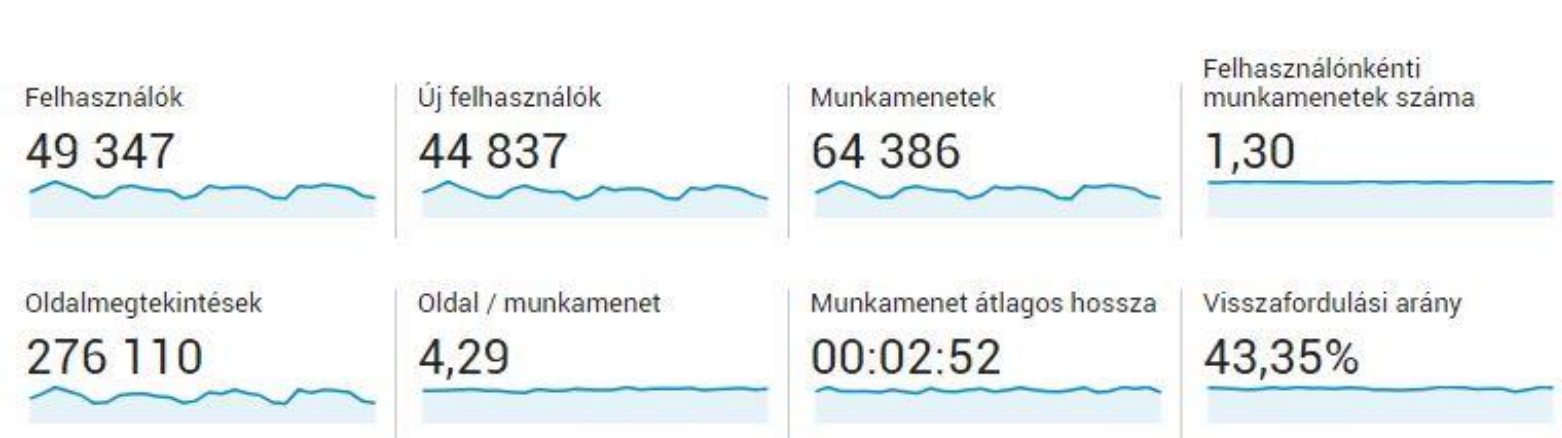 Felhasználók
49 347
Új felhasználók
44 837
Munkamenetek
64 386
Felhasználónkénti
munkamenetek száma
1,30
Oldalmegtekintések
276 110
Oldal / munkamenet
4,29
Munkamenet átlagos hossza
00:02:52
Visszafordulási arány
43,35%